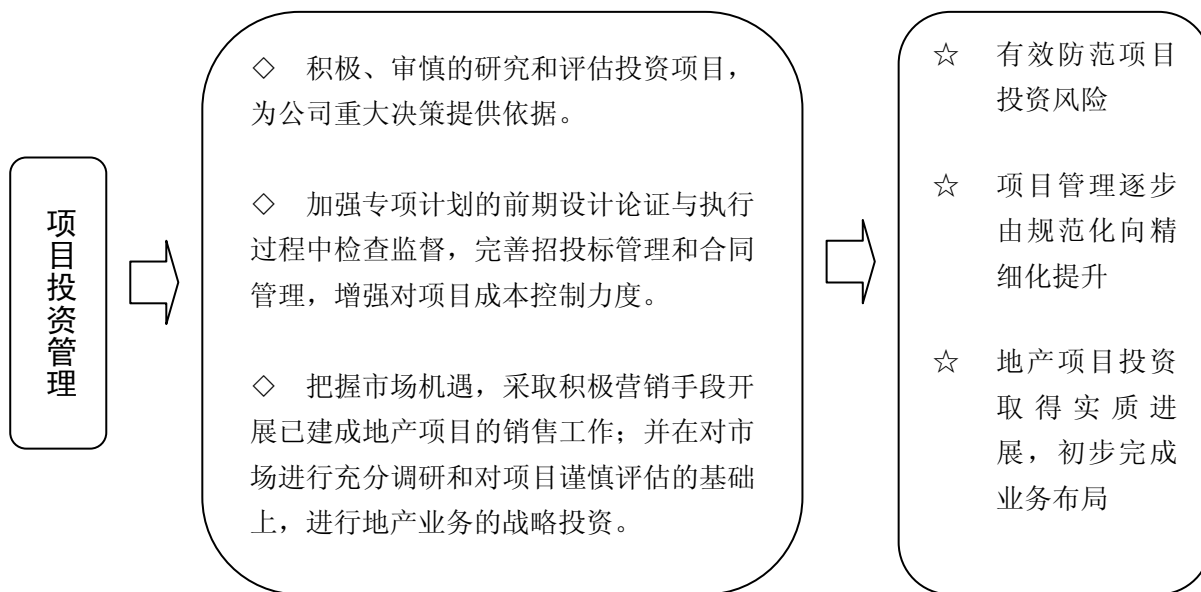 项目投资管理
◇ 积极、审慎的研究和评估投资项目，
为公司重大决策提供依据。
◇ 加强专项计划的前期设计论证与执行
过程中检查监督，完善招投标管理和合同
管理，增强对项目成本控制力度。
◇ 把握市场机遇，采取积极营销手段开
展已建成地产项目的销售工作；并在对市
场进行充分调研和对项目谨慎评估的基础
上，进行地产业务的战略投资。
☆ 有效防范项目
投资风险
☆ 项目管理逐步
由规范化向精
细化提升
☆ 地产项目投资
取得实质进
展，初步完成
业务布局